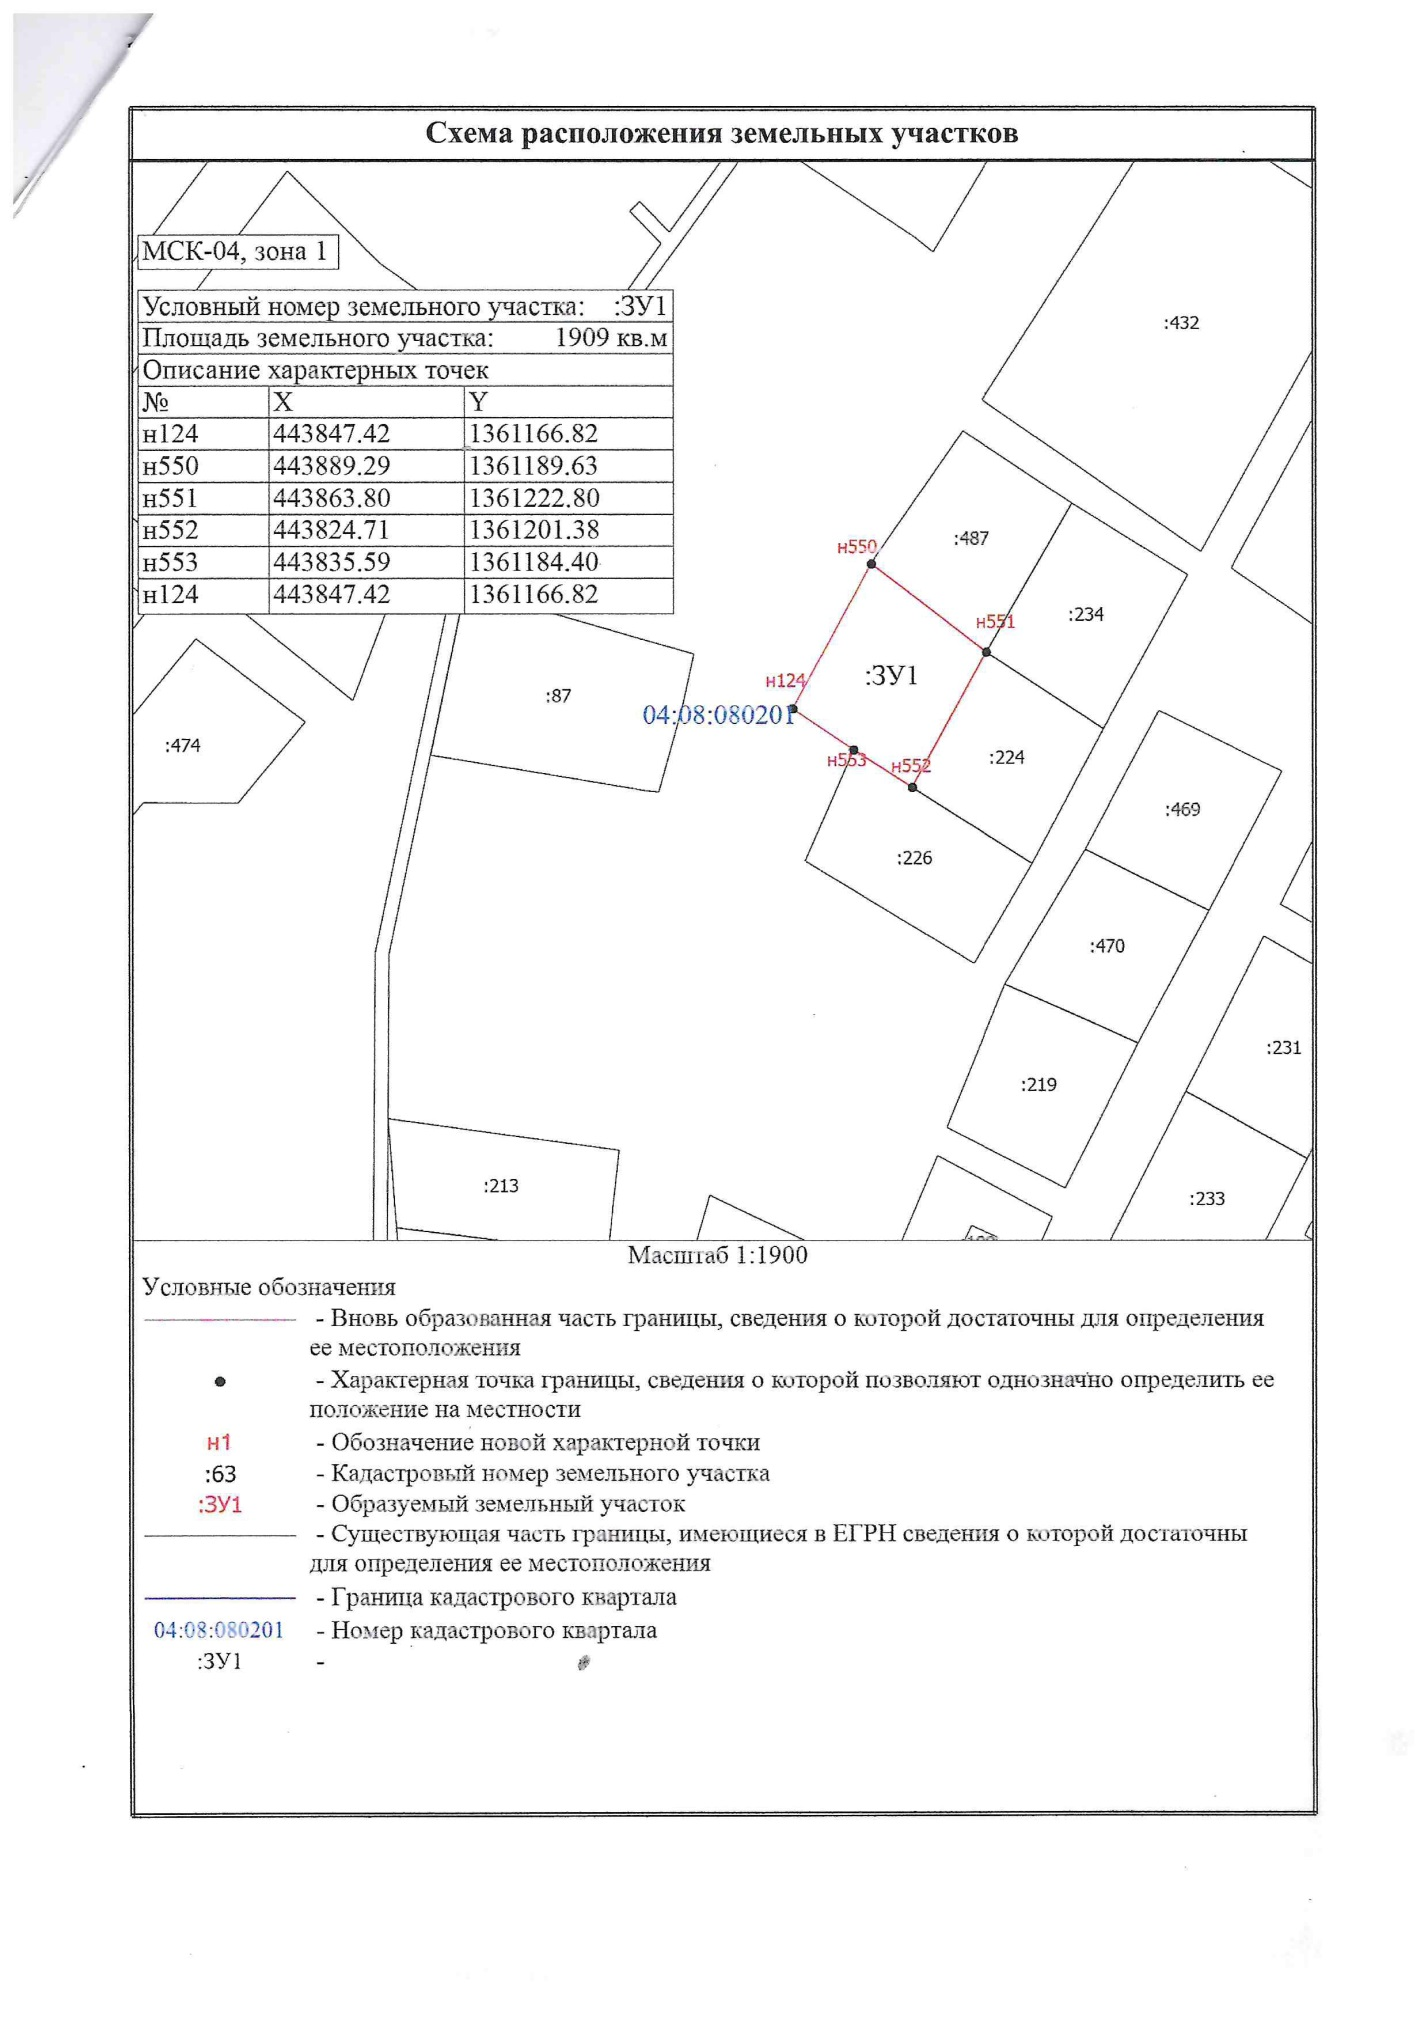 Схема расположения земельных участков
МСК-04, зона 1
Условный номер земельного участка: :ЗУ1
Площадь земельного участка: 1909 кв.м
Описание характерных точек
№ X Y
н124 443847.42 1361166.82
н550 443889.29 1361189.63
н551 443863.80 1361222.80
н552 443824.71 1361201.38
н553 443835.59 1361184.40
н124 443847.42 1361166.82
:432
:487
н550
:234
н551
:ЗУ1
н124
:87
04:08:080201
:474
н553
н552
:224
:469
:226
:470
:231
:219
:213
:233
Масштаб 1:1900
Условные обозначения
- Вновь образованная часть границы, сведения о которой достаточны для определения
ее местоположения
- Характерная точка границы, сведения о которой позволяют однозначно определить ее
положение на местности
н1 - Обозначение новой характерной точки
:63 - Кадастровый номер земельного участка
:ЗУ1 - Образуемый земельный участок
- Существующая часть границы, имеющиеся в ЕГРН сведения о которой достаточны
для определения ее местоположения
- Граница кадастрового квартала
04:08:080201 - Номер кадастрового квартала
:ЗУ1 -